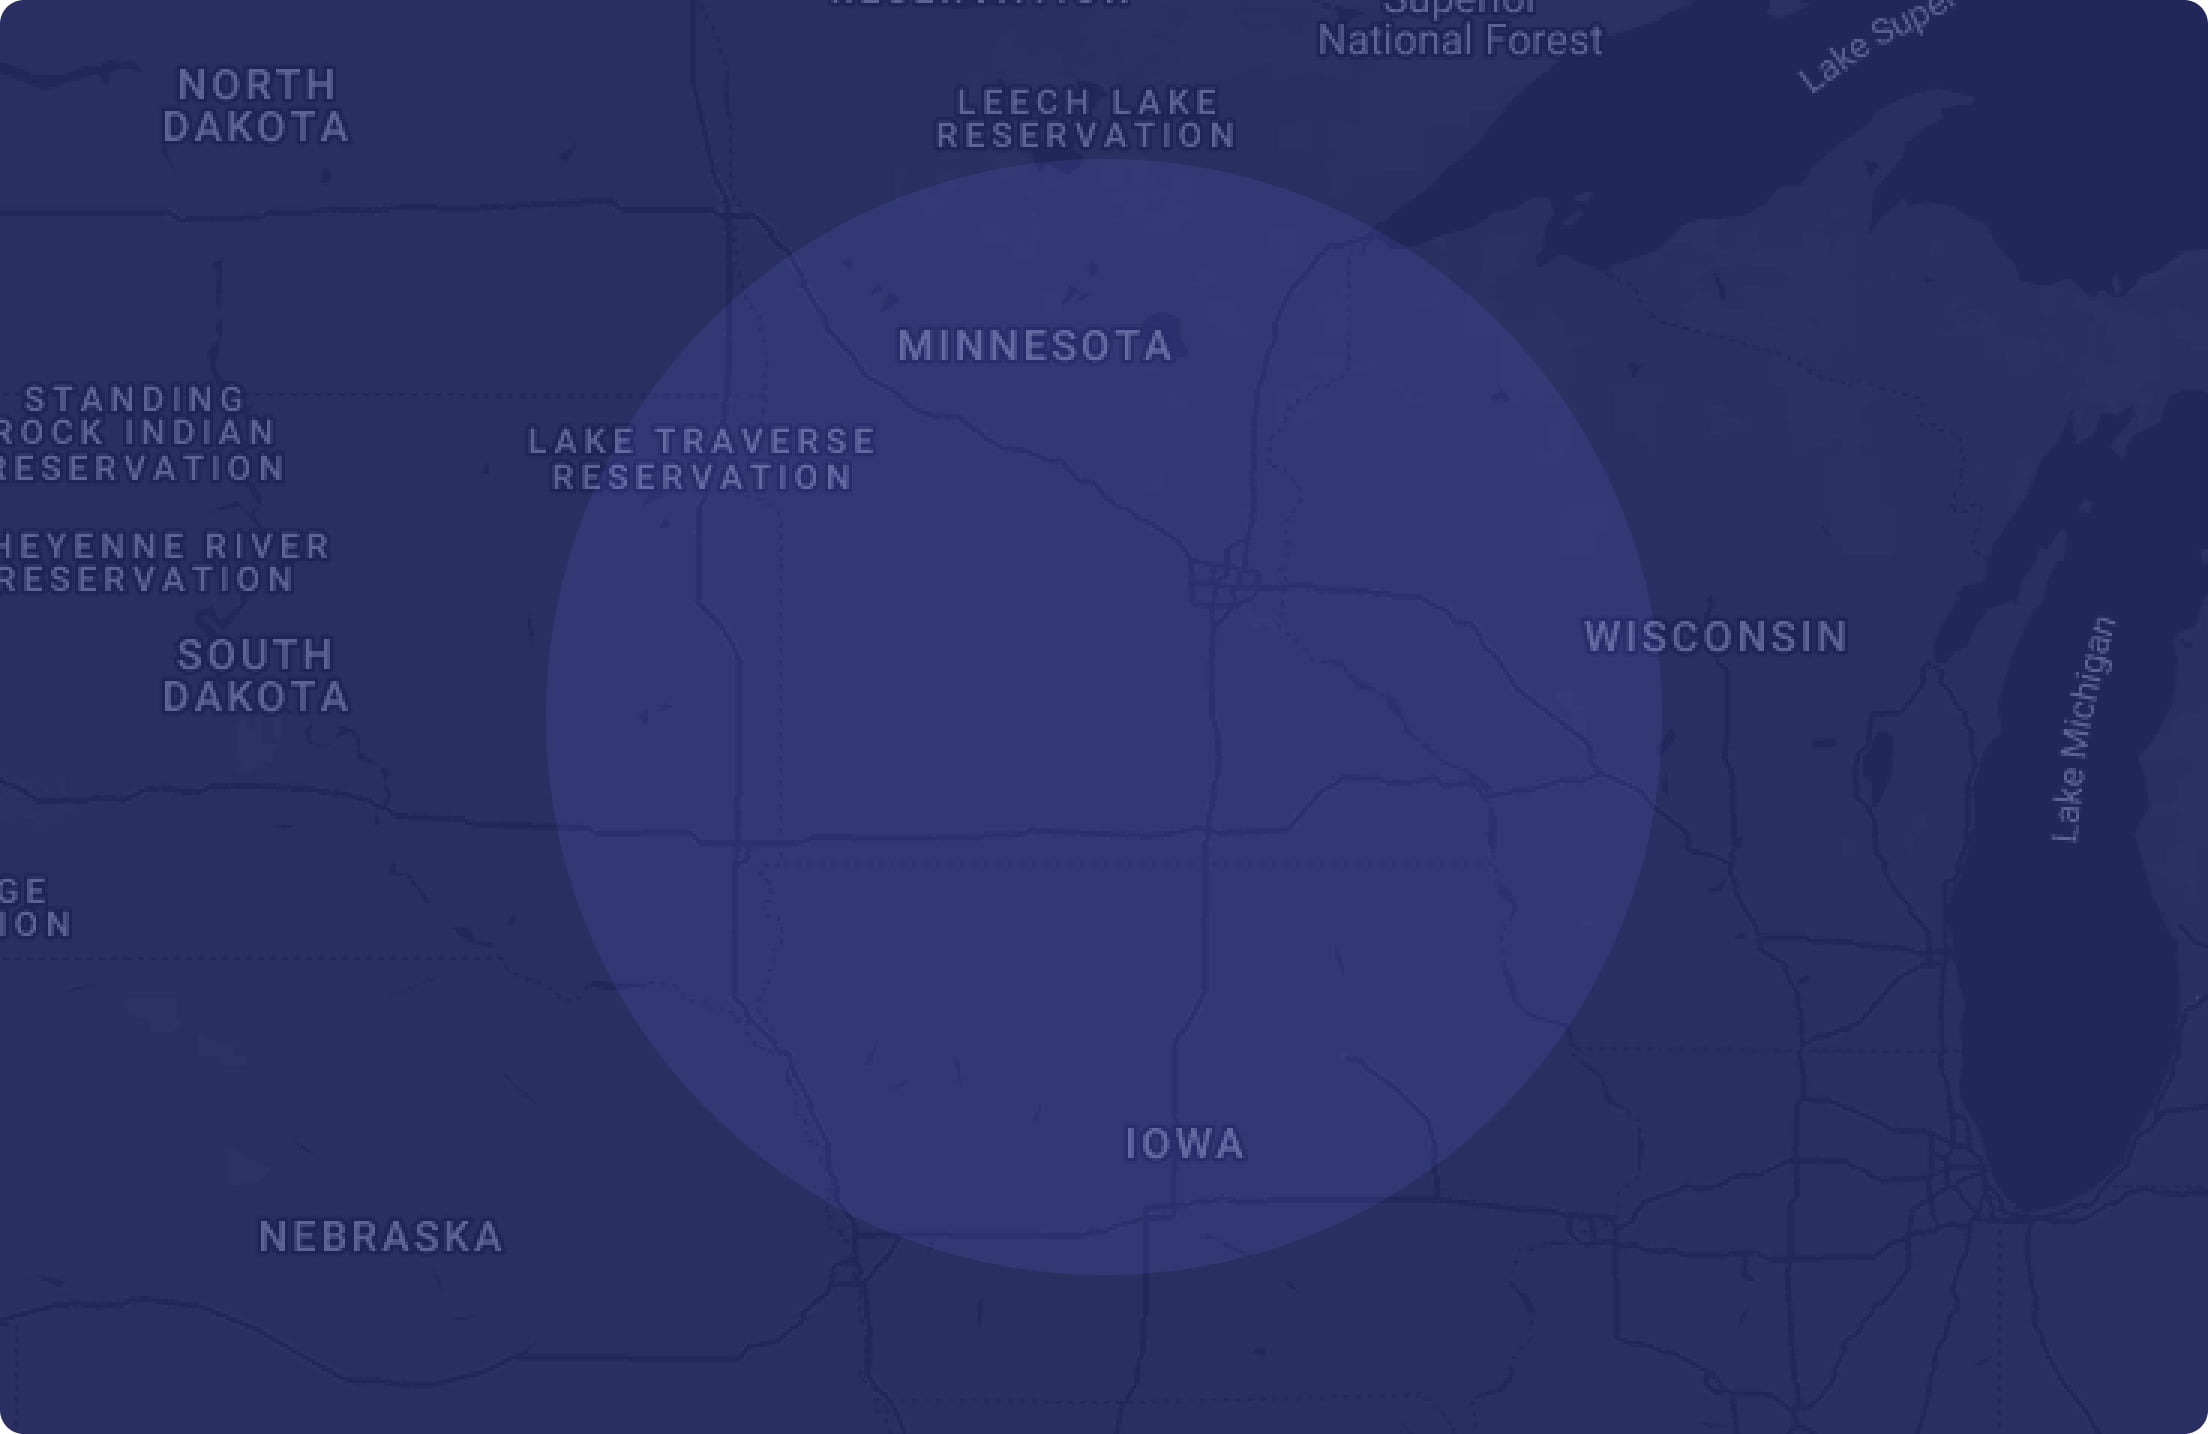 RESERVATION
Superior
National Forest
Lake Super
NORTH
DAKOTA
LEECH LAKE
RESERVATION
MINNESOTA
STANDING
ROCK INDIAN
RESERVATION
LAKE TRAVERSE
RESERVATION
HEYENNE RIVER
RESERVATION
SOUTH
DAKOTA
WISCONSIN
Lake Michigan
GE
ION
IOWA
NEBRASKA